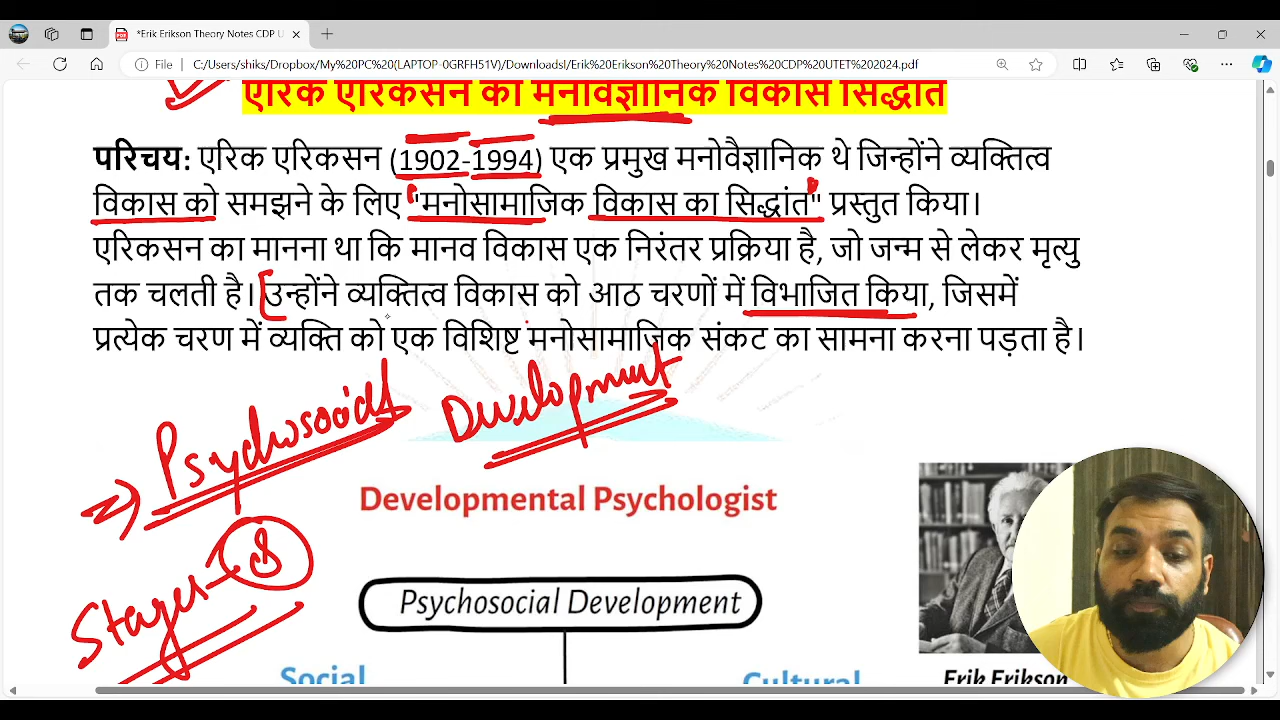 *Erik Erikson Theory Notes CDP U
File
C:/Users/shiks/Dropbox/My%20PC%20(LAPTOP-0GRFH51V)/Downloads/Erik%20Erikson%20Theory%20Notes%20CDP%20UTET%202024.pdf
एरिक एरिकसन का मनोवैज्ञानिक विकास सिद्धांत
परिचय: एरिक एरिकसन (1902-1994) एक प्रमुख मनोवैज्ञानिक थे जिन्होंने व्यक्तित्व
विकास को समझने के लिए "मनोसामाजिक विकास का सिद्धांत" प्रस्तुत किया।
एरिकसन का मानना था कि मानव विकास एक निरंतर प्रक्रिया है, जो जन्म से लेकर मृत्यु
तक चलती है। उन्होंने व्यक्तित्व विकास को आठ चरणों में विभाजित किया, जिसमें
प्रत्येक चरण में व्यक्ति को एक विशिष्ट मनोसामाजिक संकट का सामना करना पड़ता है।
Psychosocial Development
Developmental Psychologist
Stages - 8
Psychosocial Development
Social
Cultural
Erik Erikson